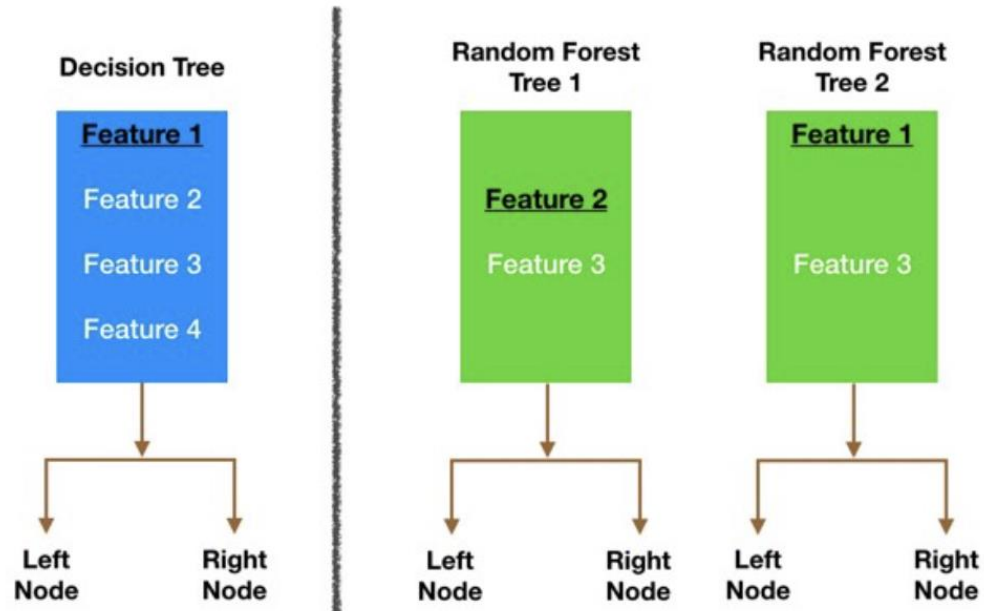 Decision Tree
Feature 1
Feature 2
Feature 3
Feature 4
Left
Node
Right
Node
Random Forest
Tree 1
Feature 2
Feature 3
Left
Node
Right
Node
Random Forest
Tree 2
Feature 1
Feature 3
Left
Node
Right
Node